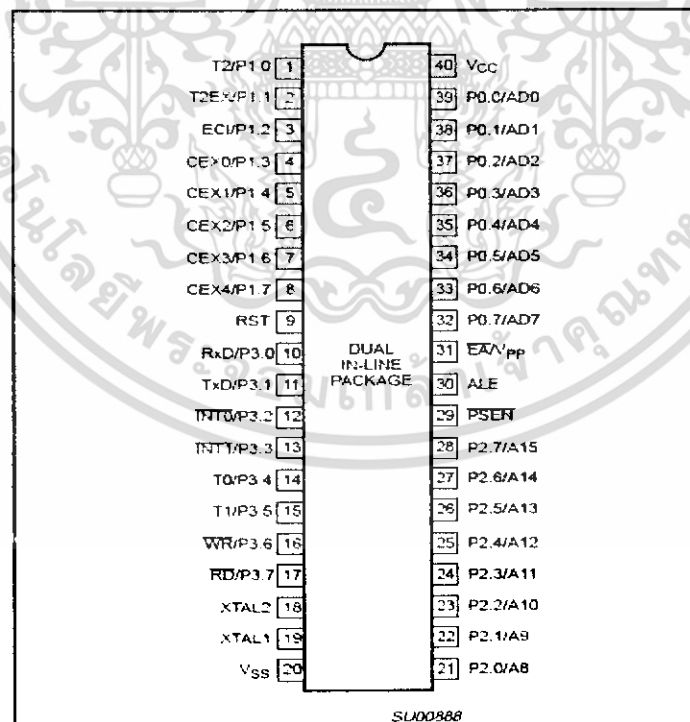 T2/P1.0 1
T2EX/P1.1 2
ECI/P1.2 3
CEX0/P1.3 4
CEX1/P1.4 5
CEX2/P1.5 6
CEX3/P1.6 7
CEX4/P1.7 8
RST 9
RxD/P3.0 10
TxD/P3.1 11
INT0/P3.2 12
INT1/P3.3 13
T0/P3.4 14
T1/P3.5 15
WR/P3.6 16
RD/P3.7 17
XTAL2 18
XTAL1 19
VSS 20
DUAL
IN-LINE
PACKAGE
40 VCC
39 P0.0/AD0
38 P0.1/AD1
37 P0.2/AD2
36 P0.3/AD3
35 P0.4/AD4
34 P0.5/AD5
33 P0.6/AD6
32 P0.7/AD7
31 EA/VPP
30 ALE
29 PSEN
28 P2.7/A15
27 P2.6/A14
26 P2.5/A13
25 P2.4/A12
24 P2.3/A11
23 P2.2/A10
22 P2.1/A9
21 P2.0/A8
SU00888